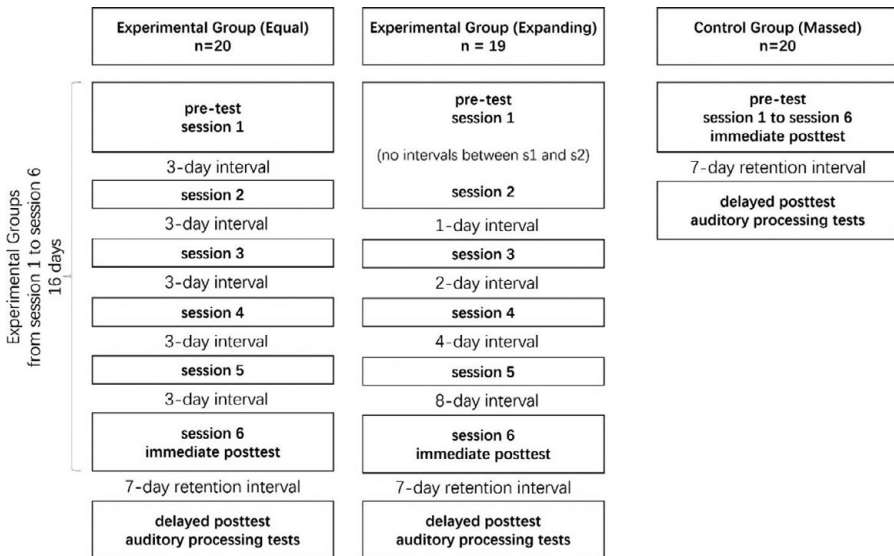 Experimental Group (Equal)
n=20
Experimental Group (Expanding)
n = 19
Control Group (Massed)
n=20
Experimental Groups
from session 1 to session 6
16 days
pre-test
session 1
3-day interval
session 2
3-day interval
session 3
3-day interval
session 4
3-day interval
session 5
3-day interval
session 6
immediate posttest
7-day retention interval
delayed posttest
auditory processing tests
pre-test
session 1
(no intervals between s1 and s2)
session 2
1-day interval
session 3
2-day interval
session 4
4-day interval
session 5
8-day interval
session 6
immediate posttest
7-day retention interval
delayed posttest
auditory processing tests
pre-test
session 1 to session 6
immediate posttest
7-day retention interval
delayed posttest
auditory processing tests